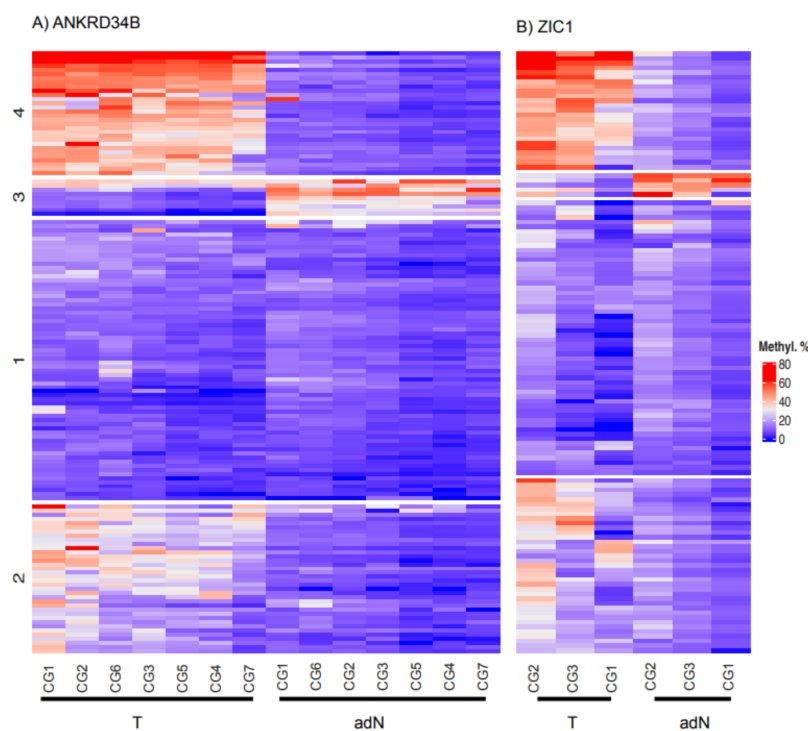 A) ANKRD34B
B) ZIC1
4
3
1
2
Methyl. %
80
60
40
20
0
CG1 CG2 CG6 CG3 CG5 CG4 CG7 CG1 CG6 CG2 CG3 CG5 CG4 CG7
CG2 CG3 CG1 CG2 CG3 CG1
T adN
T adN